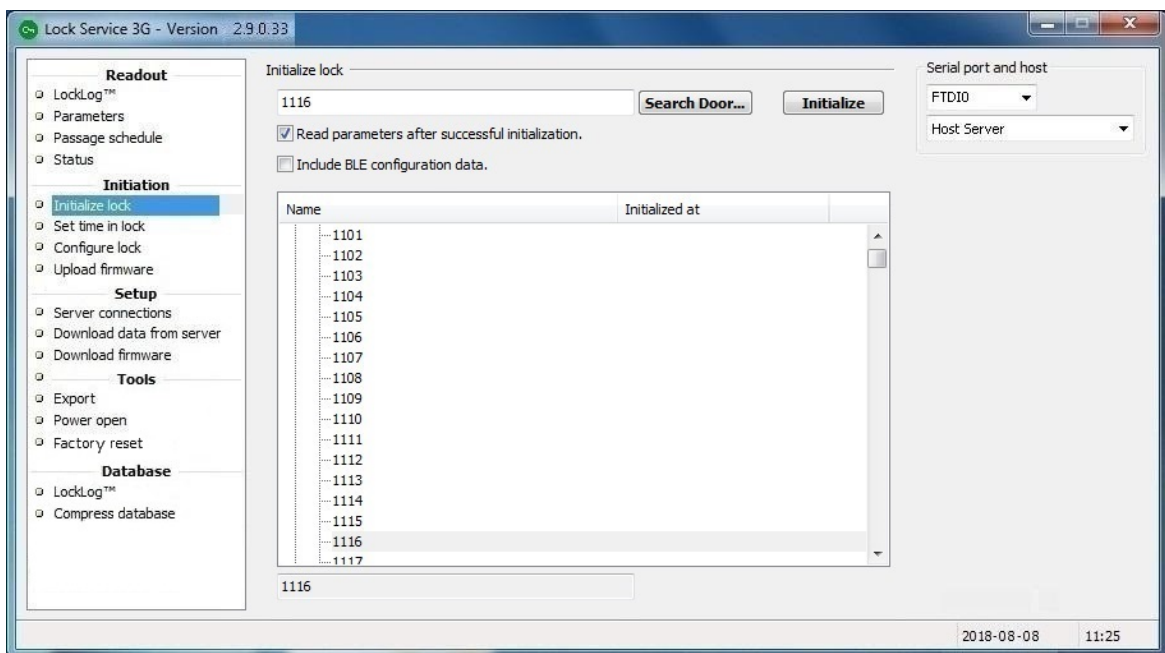 Lock Service 3G - Version 2.9.0.33
Readout
LockLog™
Parameters
Passage schedule
Status
Initiation
Initialize lock
Set time in lock
Configure lock
Upload firmware
Setup
Server connections
Download data from server
Download firmware
Tools
Export
Power open
Factory reset
Database
LockLog™
Compress database
Initialize lock
1116 Search Door... Initialize
Read parameters after successful initialization.
Include BLE configuration data.
Name Initialized at
1101
1102
1103
1104
1105
1106
1107
1108
1109
1110
1111
1112
1113
1114
1115
1116
1117
1116
Serial port and host
FTDI0
Host Server
2018-08-08 11:25